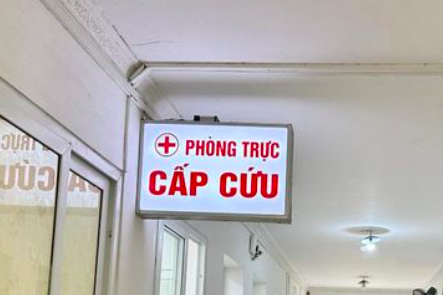 PHÒNG TRỰC
CẤP CỨU